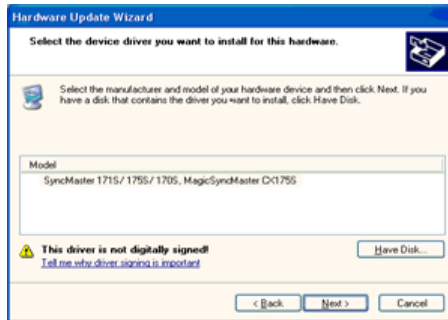 Hardware Update Wizard
Select the device driver you want to install for this hardware.
Select the manufacturer and model of your hardware device and then click Next. If you
have a disk that contains the driver you want to install, click Have Disk.
Model
SyncMaster 171S/ 175S/ 170S, MagicSyncMaster CX175S
This driver is not digitally signed!
Have Disk...
Tell me why driver signing is important
< Back
Next >
Cancel